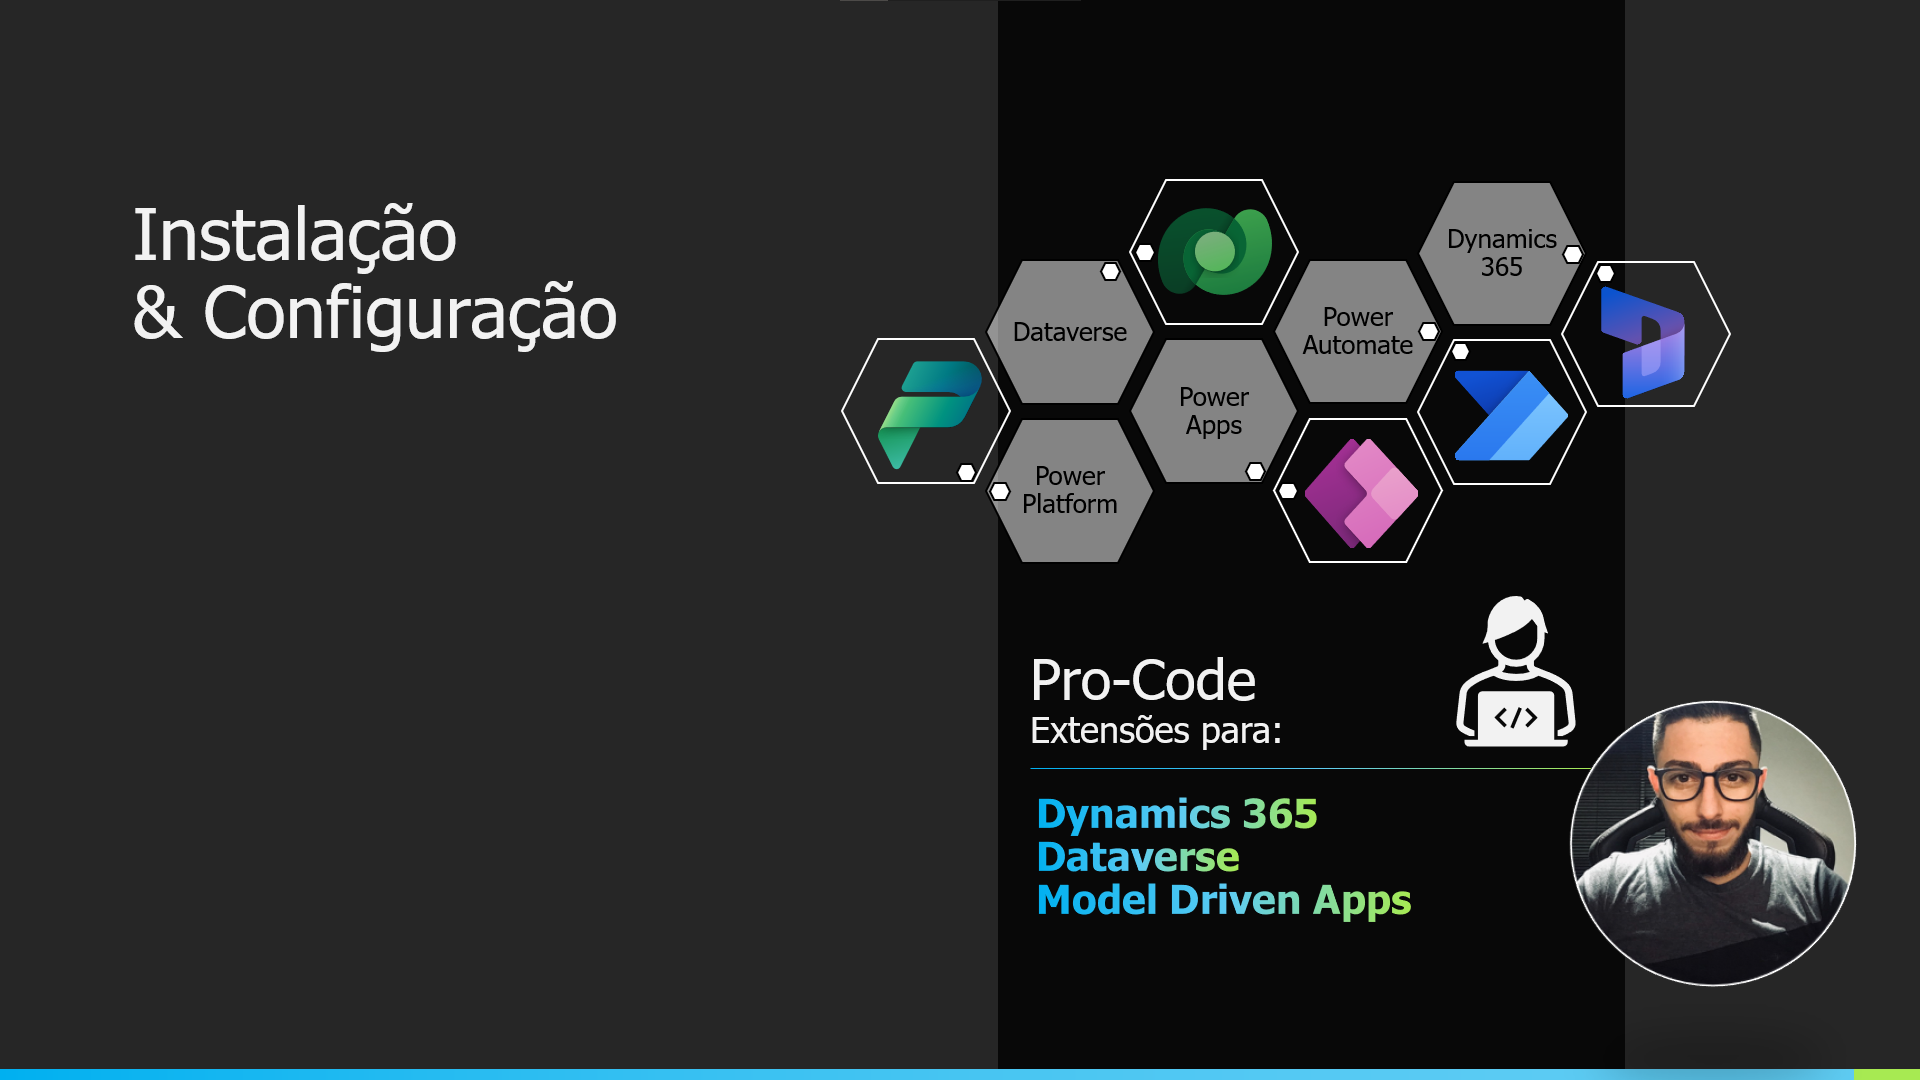 Instalação
& Configuração
Dynamics
365
Dataverse
Power
Automate
Power
Apps
Power
Platform
Pro-Code
Extensões para:
</>
Dynamics 365
Dataverse
Model Driven Apps